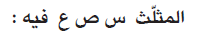 المثلّث س ص ع فيه :